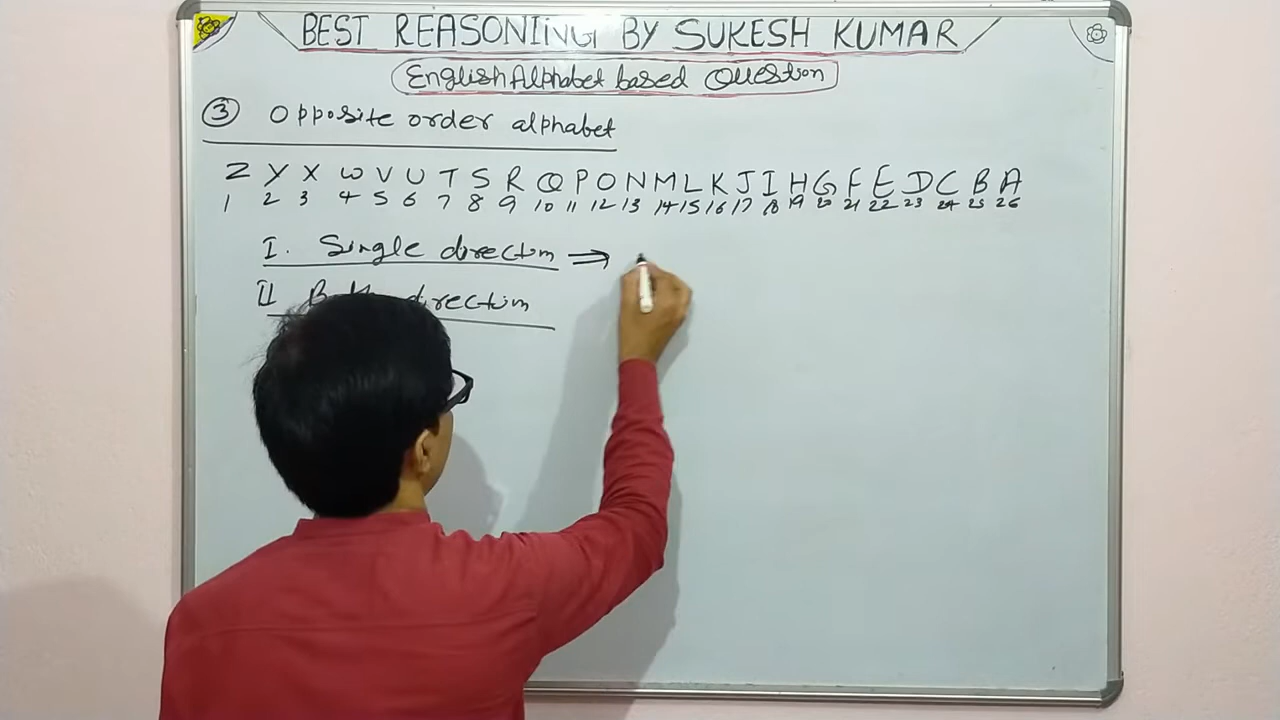 BEST REASONING BY SUKESH KUMAR
English Alphabet based Question
3 Opposite order alphabet
Z Y X W V U T S R Q P O N M L K J I H G F E D C B A
1 2 3 4 5 6 7 8 9 10 11 12 13 14 15 16 17 18 19 20 21 22 23 24 25 26
I. Single direction ⇒
II direction